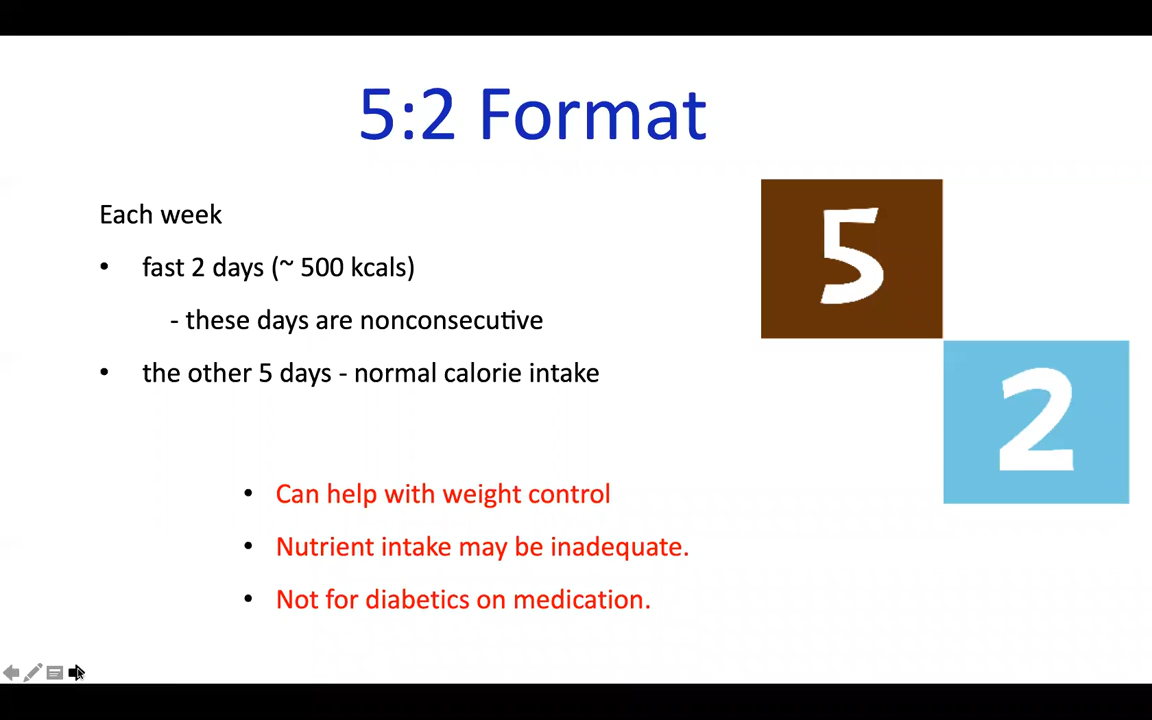 5:2 Format
Each week
• fast 2 days (~ 500 kcals)
- these days are nonconsecutive
• the other 5 days - normal calorie intake
5
2
• Can help with weight control
• Nutrient intake may be inadequate.
• Not for diabetics on medication.